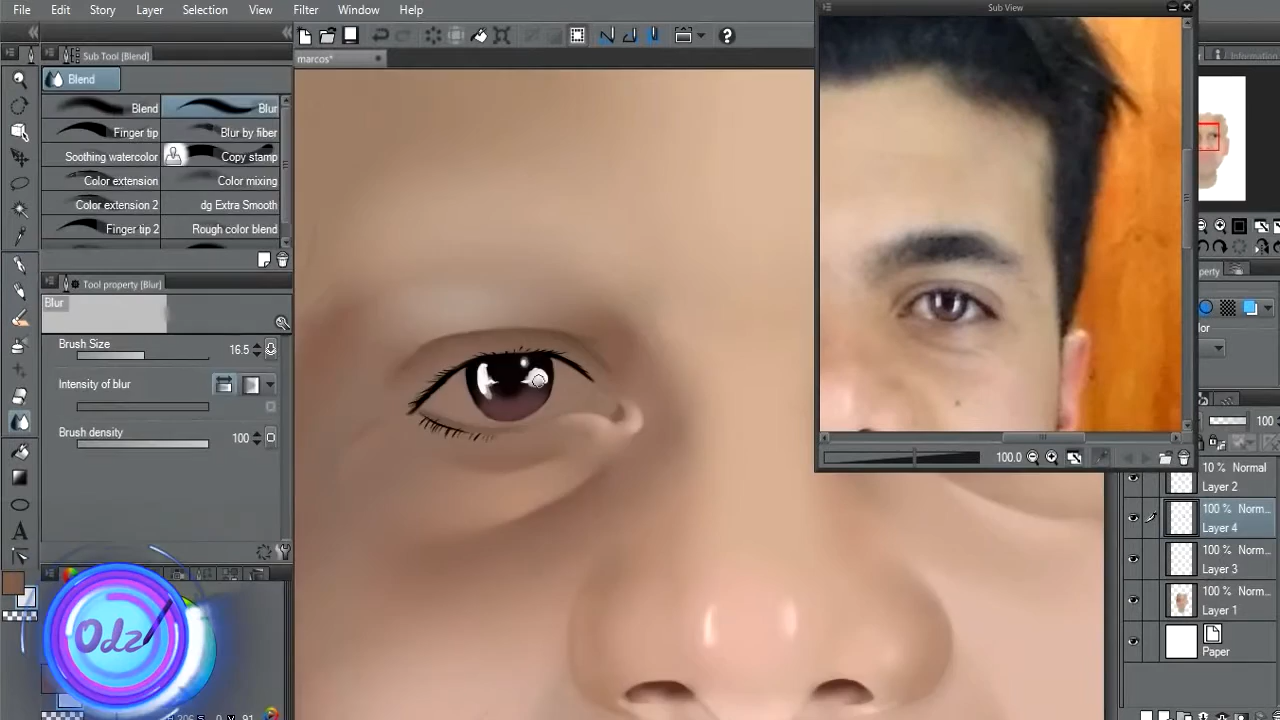 File Edit Story Layer Selection View Filter Window Help
Sub View
Sub Tool [Blend]
marcos*
Information
Blend
Blend Blur
Finger tip Blur by fiber
Soothing watercolor Copy stamp
Color extension Color mixing
Color extension 2 dg Extra Smooth
Finger tip 2 Rough color blend
Tool property [Blur]
Blur
Brush Size 16.5
Intensity of blur
Brush density 100
100.0
100
10 % Normal
Layer 2
100 % Norm...
Layer 4
100 % Norm...
Layer 3
100 % Norm...
Layer 1
Paper
Odz